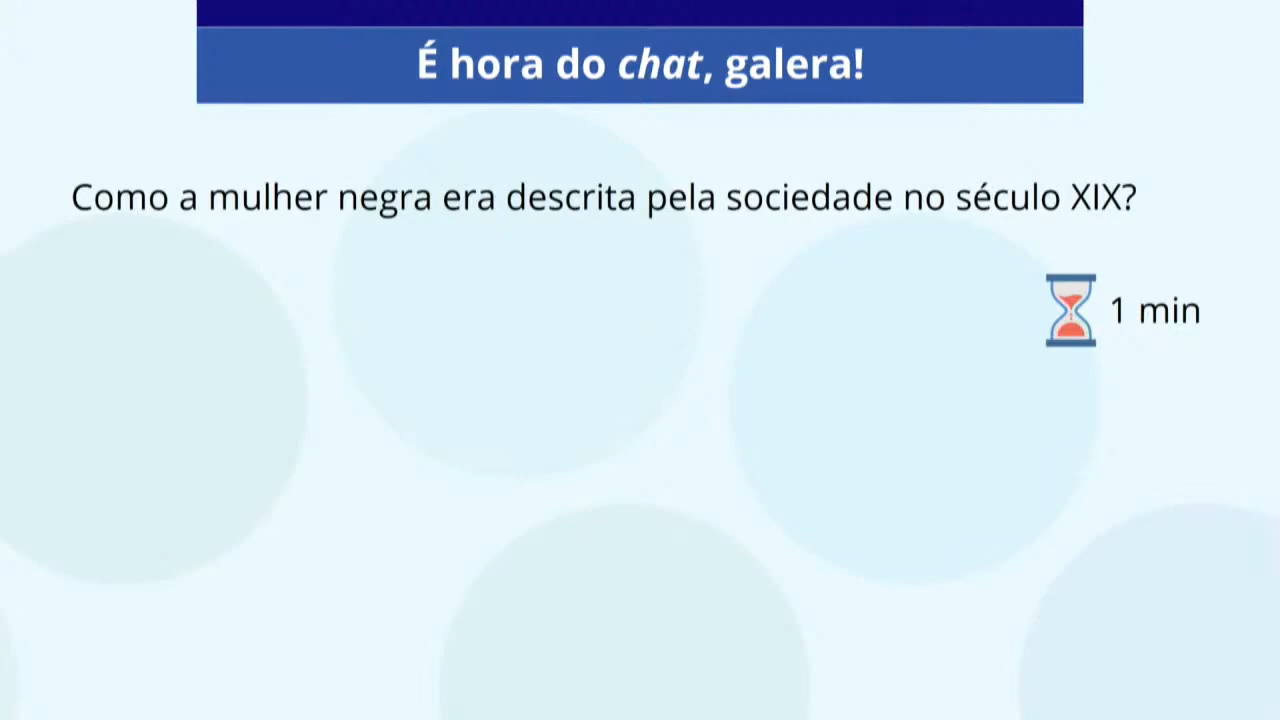 É hora do chat, galera!
Como a mulher negra era descrita pela sociedade no século XIX?
1 min